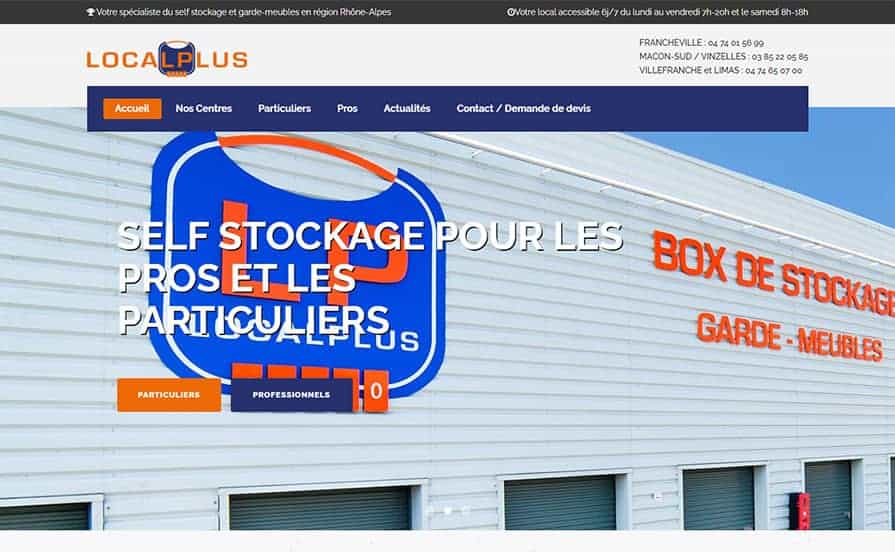 Votre spécialiste du self stockage et garde-meubles en région Rhône-Alpes
Votre local accessible 6j/7 du lundi au vendredi 7h-20h et le samedi 8h-18h
LOCALPLUS
FRANCHEVILLE : 04 74 01 56 99
MACON-SUD / VINZELLES : 03 85 22 05 85
VILLEFRANCHE et LIMAS : 04 74 65 07 00
Accueil
Nos Centres
Particuliers
Pros
Actualités
Contact / Demande de devis
LP
LOCALPLUS
SELF STOCKAGE POUR LES
PROS ET LES
PARTICULIERS
BOX DE STOCKAGE
GARDE - MEUBLES
PARTICULIERS
PROFESSIONNELS